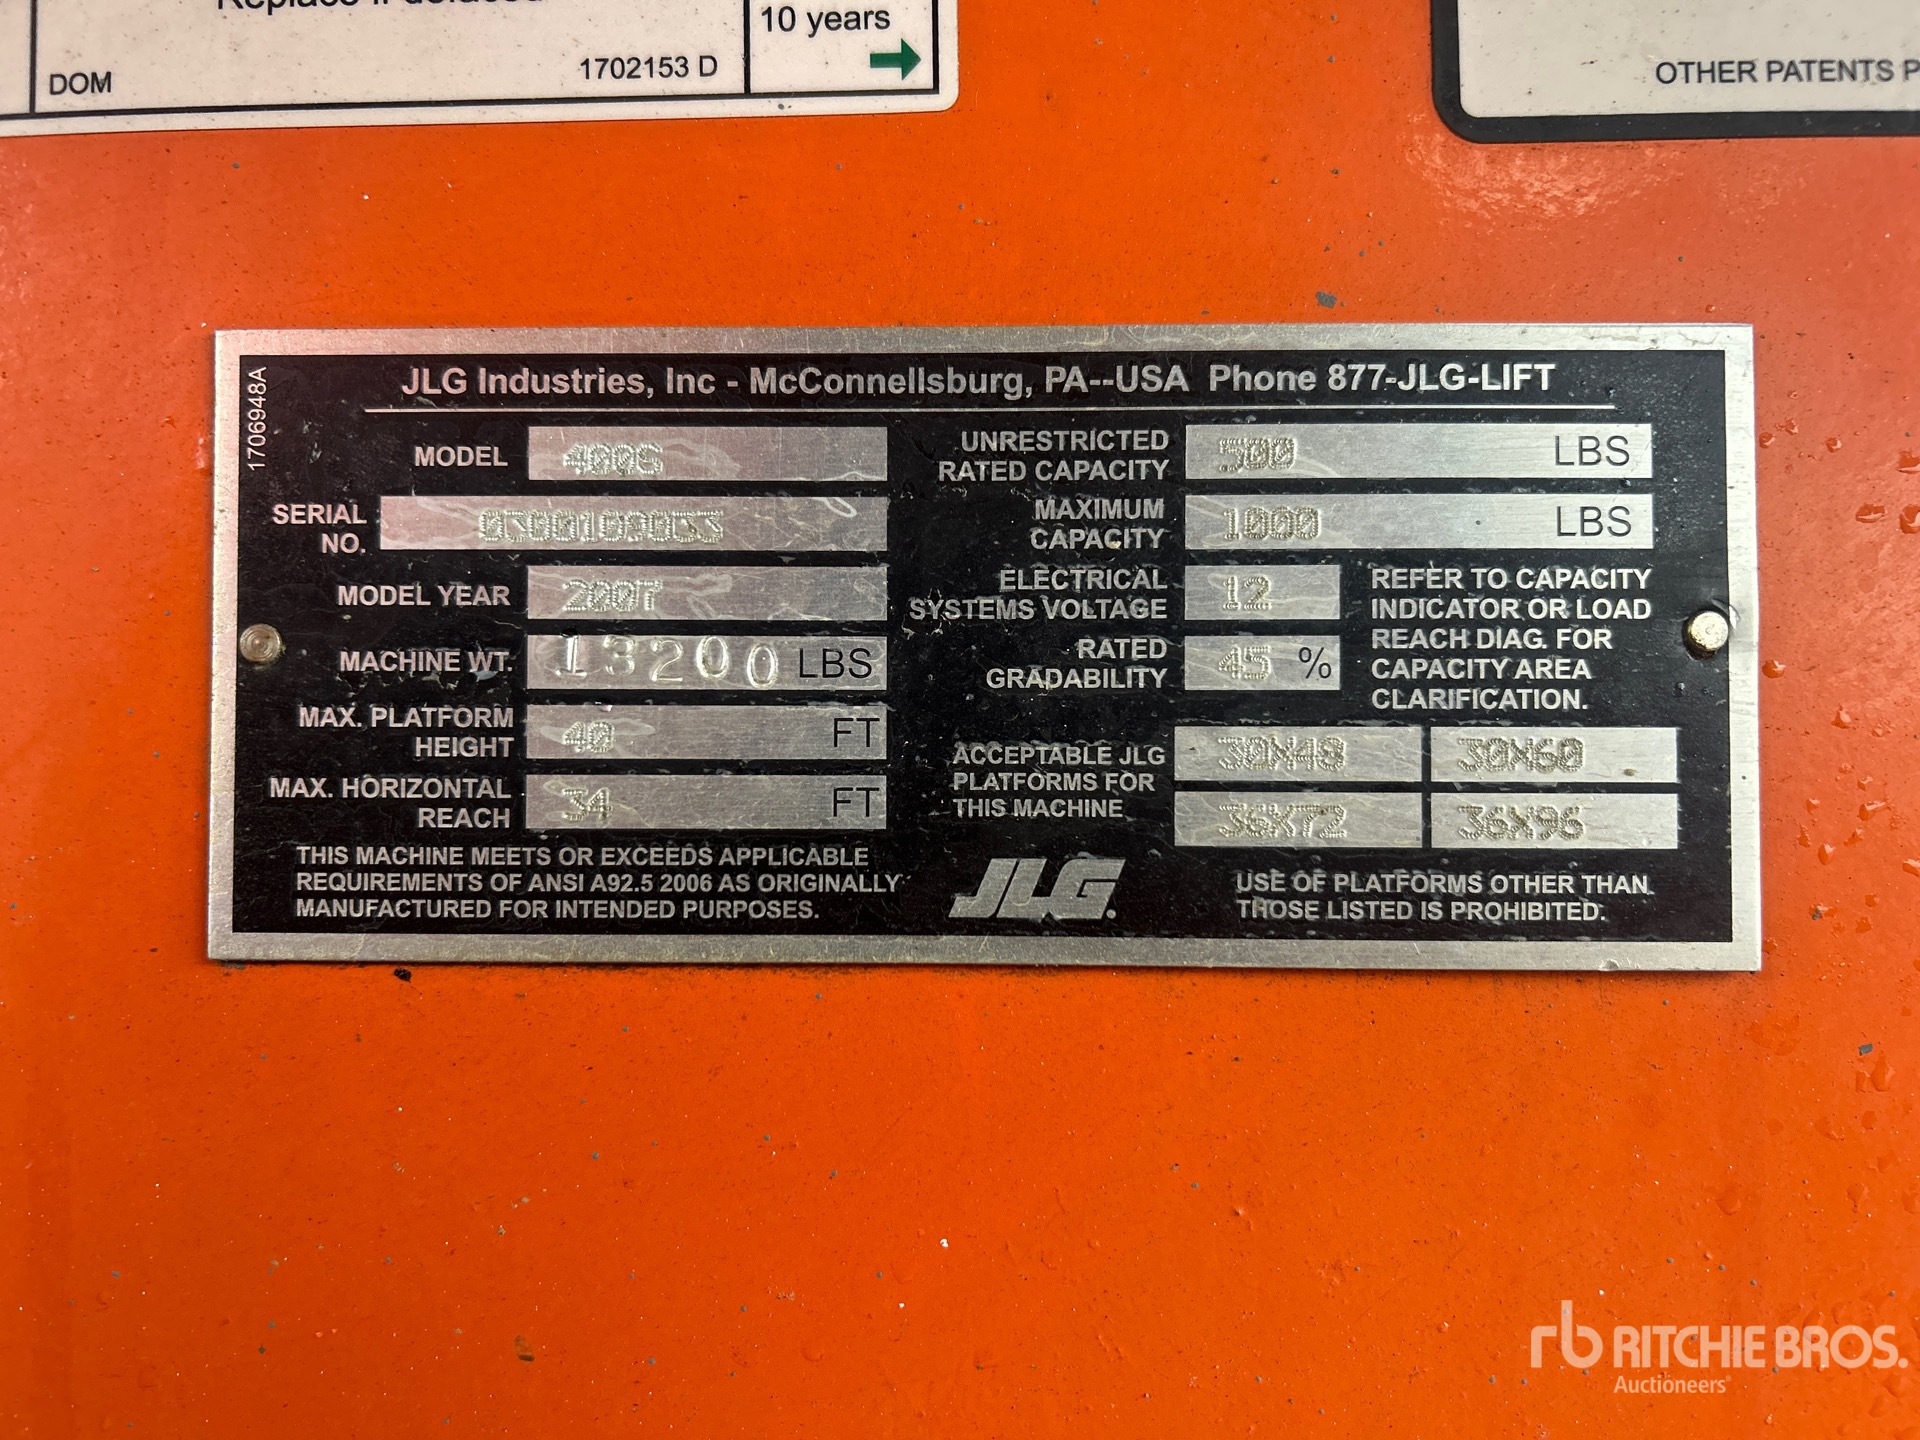 DOM
1702153 D
10 years
OTHER PATENTS P
1706948A
JLG Industries, Inc - McConnellsburg, PA--USA Phone 877-JLG-LIFT
MODEL 400S
SERIAL NO.
MODEL YEAR 2007
MACHINE WT. 13200 LBS
MAX. PLATFORM HEIGHT 40 FT
MAX. HORIZONTAL REACH 34 FT
THIS MACHINE MEETS OR EXCEEDS APPLICABLE
REQUIREMENTS OF ANSI A92.5 2006 AS ORIGINALLY
MANUFACTURED FOR INTENDED PURPOSES.
UNRESTRICTED RATED CAPACITY 500 LBS
MAXIMUM CAPACITY 1000 LBS
ELECTRICAL SYSTEMS VOLTAGE 12
RATED GRADABILITY 45 %
REFER TO CAPACITY
INDICATOR OR LOAD
REACH DIAG. FOR
CAPACITY AREA
CLARIFICATION.
ACCEPTABLE JLG
PLATFORMS FOR
THIS MACHINE
30X48 30X60
36X72 36X96
JLG.
USE OF PLATFORMS OTHER THAN
THOSE LISTED IS PROHIBITED.
rb RITCHIE BROS.
Auctioneers